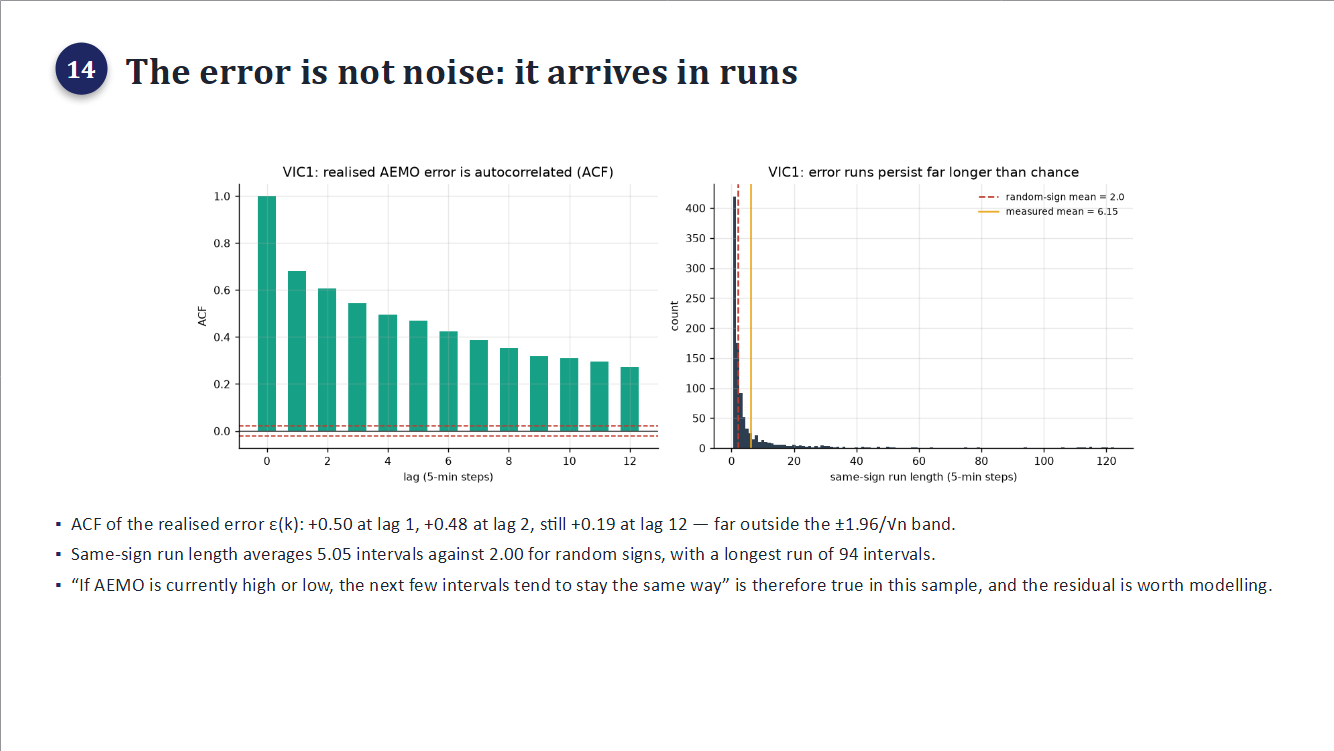 14
The error is not noise: it arrives in runs
VIC1: realised AEMO error is autocorrelated (ACF)
1.0
0.8
0.6
0.4
0.2
0.0
ACF
0 2 4 6 8 10 12
lag (5-min steps)
VIC1: error runs persist far longer than chance
random-sign mean = 2.0
measured mean = 6.15
400
350
300
250
200
150
100
50
0
count
0 20 40 60 80 100 120
same-sign run length (5-min steps)
▪ ACF of the realised error ε(k): +0.50 at lag 1, +0.48 at lag 2, still +0.19 at lag 12 — far outside the ±1.96/√n band.
▪ Same-sign run length averages 5.05 intervals against 2.00 for random signs, with a longest run of 94 intervals.
▪ “If AEMO is currently high or low, the next few intervals tend to stay the same way” is therefore true in this sample, and the residual is worth modelling.